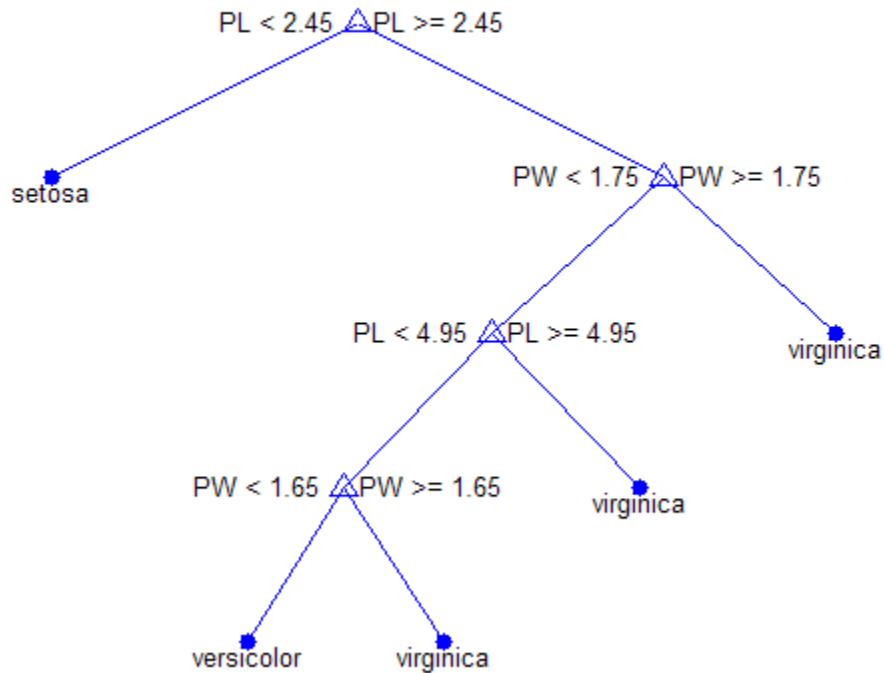 PL < 2.45 PL >= 2.45
setosa
PW < 1.75 PW >= 1.75
PL < 4.95 PL >= 4.95
virginica
PW < 1.65 PW >= 1.65
virginica
versicolor
virginica